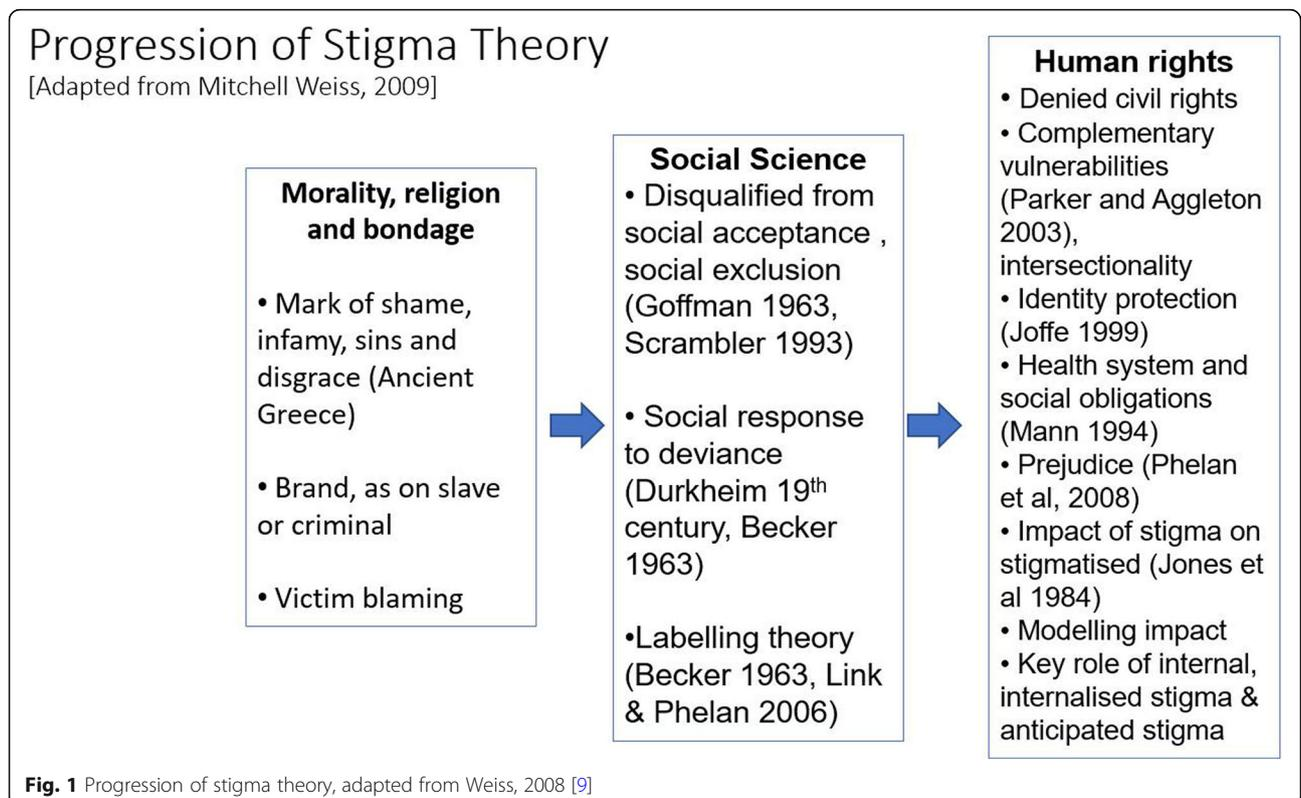 Progression of Stigma Theory
[Adapted from Mitchell Weiss, 2009]
Morality, religion
and bondage
• Mark of shame,
infamy, sins and
disgrace (Ancient
Greece)
• Brand, as on slave
or criminal
• Victim blaming
Social Science
• Disqualified from
social acceptance ,
social exclusion
(Goffman 1963,
Scrambler 1993)
• Social response
to deviance
(Durkheim 19th
century, Becker
1963)
•Labelling theory
(Becker 1963, Link
& Phelan 2006)
Human rights
• Denied civil rights
• Complementary
vulnerabilities
(Parker and Aggleton
2003),
intersectionality
• Identity protection
(Joffe 1999)
• Health system and
social obligations
(Mann 1994)
• Prejudice (Phelan
et al, 2008)
• Impact of stigma on
stigmatised (Jones et
al 1984)
• Modelling impact
• Key role of internal,
internalised stigma &
anticipated stigma
Fig. 1 Progression of stigma theory, adapted from Weiss, 2008 [9]